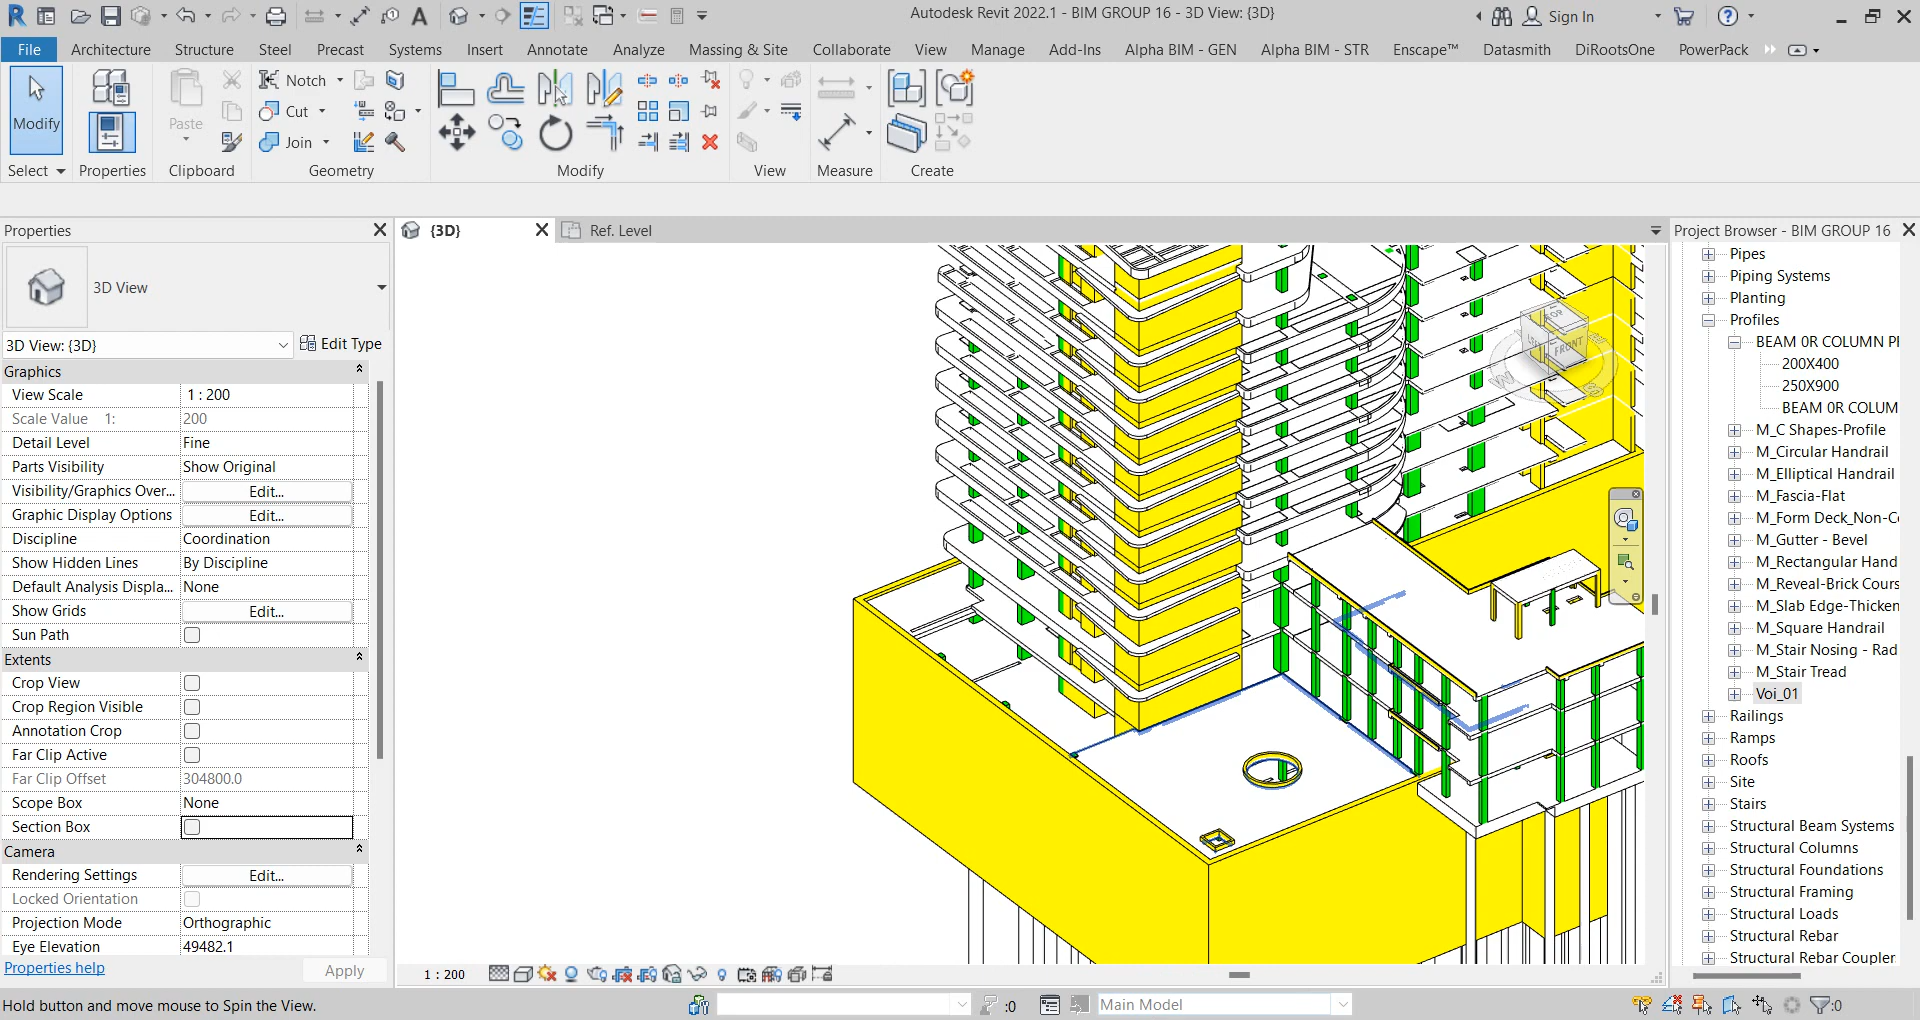 Autodesk Revit 2022.1 - BIM GROUP 16 - 3D View: {3D}
Sign In
File Architecture Structure Steel Precast Systems Insert Annotate Analyze Massing & Site Collaborate View Manage Add-Ins Alpha BIM - GEN Alpha BIM - STR Enscape™ Datasmith DiRootsOne PowerPack
Modify
Paste
Notch
Cut
Join
Select Properties Clipboard Geometry Modify View Measure Create
Properties
{3D}
Ref. Level
Project Browser - BIM GROUP 16
3D View
3D View: {3D}
Edit Type
Graphics
View Scale 1 : 200
Scale Value 1: 200
Detail Level Fine
Parts Visibility Show Original
Visibility/Graphics Over... Edit...
Graphic Display Options Edit...
Discipline Coordination
Show Hidden Lines By Discipline
Default Analysis Displa... None
Show Grids Edit...
Sun Path
Extents
Crop View
Crop Region Visible
Annotation Crop
Far Clip Active
Far Clip Offset 304800.0
Scope Box None
Section Box
Camera
Rendering Settings Edit...
Locked Orientation
Projection Mode Orthographic
Eye Elevation 49482.1
Properties help
Apply
FRONT
W
S
Pipes
Piping Systems
Planting
Profiles
BEAM 0R COLUMN PI
200X400
250X900
BEAM 0R COLUM
M_C Shapes-Profile
M_Circular Handrail
M_Elliptical Handrail
M_Fascia-Flat
M_Form Deck_Non-C
M_Gutter - Bevel
M_Rectangular Hand
M_Reveal-Brick Cours
M_Slab Edge-Thicken
M_Square Handrail
M_Stair Nosing - Rad
M_Stair Tread
Voi_01
Railings
Ramps
Roofs
Site
Stairs
Structural Beam Systems
Structural Columns
Structural Foundations
Structural Framing
Structural Loads
Structural Rebar
Structural Rebar Coupler
1 : 200
Hold button and move mouse to Spin the View.
:0
Main Model
:0